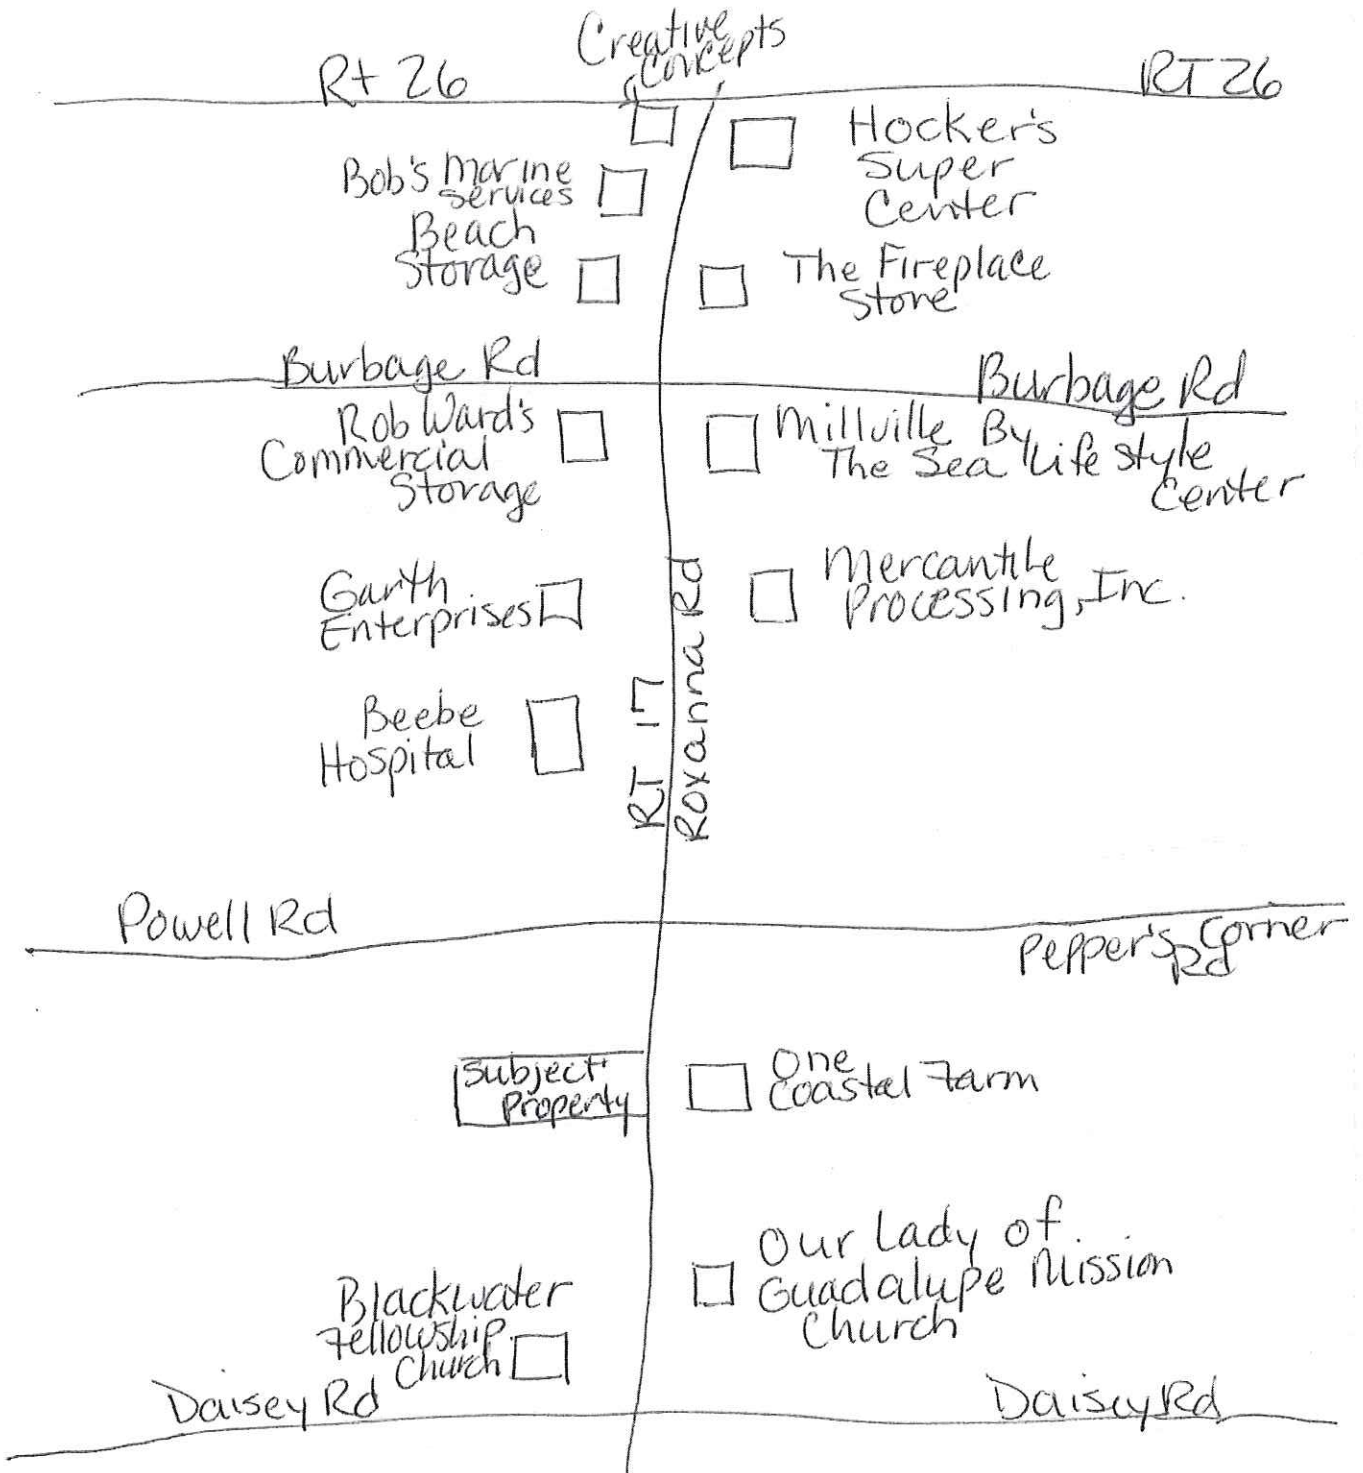 Creative
Concepts
Rt 26
RT 26
Hocker's
Super
Center
Bob's Marine
Services
Beach
Storage
The Fireplace
Store
Burbage Rd
Burbage Rd
Rob Ward's
Commercial
Storage
Millville By
The Sea Life style
Center
Garth
Enterprises
Mercantile
Processing, Inc.
RT 17
Roxanna Rd
Beebe
Hospital
Powell Rd
Pepper's Corner
Rd
Subject
Property
One
Coastal Farm
Our Lady of
Guadalupe Mission
Church
Blackwater
Fellowship
Church
Daisey Rd
Daisey Rd